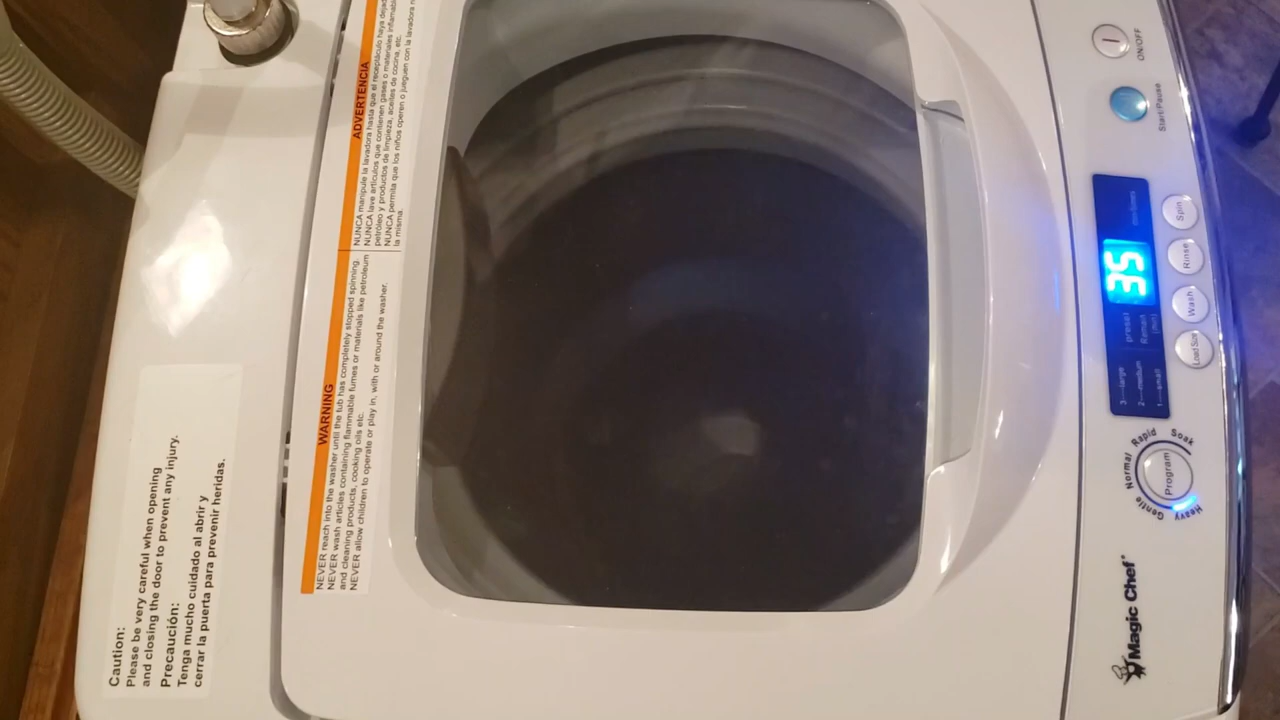 Caution:
Please be very careful when opening
and closing the door to prevent any injury.
Precaución:
Tenga mucho cuidado al abrir y
cerrar la puerta para prevenir heridas.
WARNING
NEVER reach into the washer until the tub has completely stopped spinning.
NEVER wash articles containing flammable fumes or materials like petroleum
and cleaning products, cooking oils etc.
NEVER allow children to operate or play in, with or around the washer.
ADVERTENCIA
NUNCA manipule la lavadora hasta que el receptáculo haya
NUNCA lave artículos que contienen gases o materiales
petróleo y productos de limpieza, aceites de cocina, etc.
NUNCA permita que los niños operen o jueguen con la lavadora
la misma.
Magic Chef
Program
Heavy
Gentle
Normal
Rapid
Soak
3----large
2----medium
1----small
preset
Remain
(min)
35
Load Size
Wash
Rinse
Spin
Start/Pause
ON/OFF